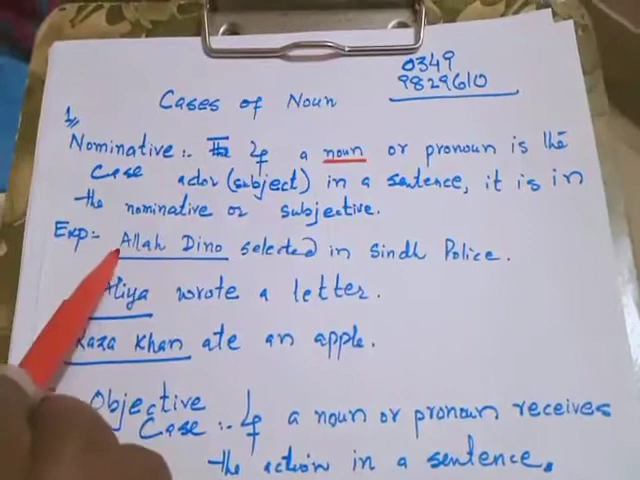 0349
9829610
Cases of Noun
1
Nominative:- If a noun or pronoun is the
Case actor (subject) in a sentence, it is in
the nominative or subjective.
Exp:- Allah Dino selected in Sindh Police.
Aliya wrote a letter.
Raza Khan ate an apple.
Objective
Case:- If a noun or pronoun receives
the action in a sentence.